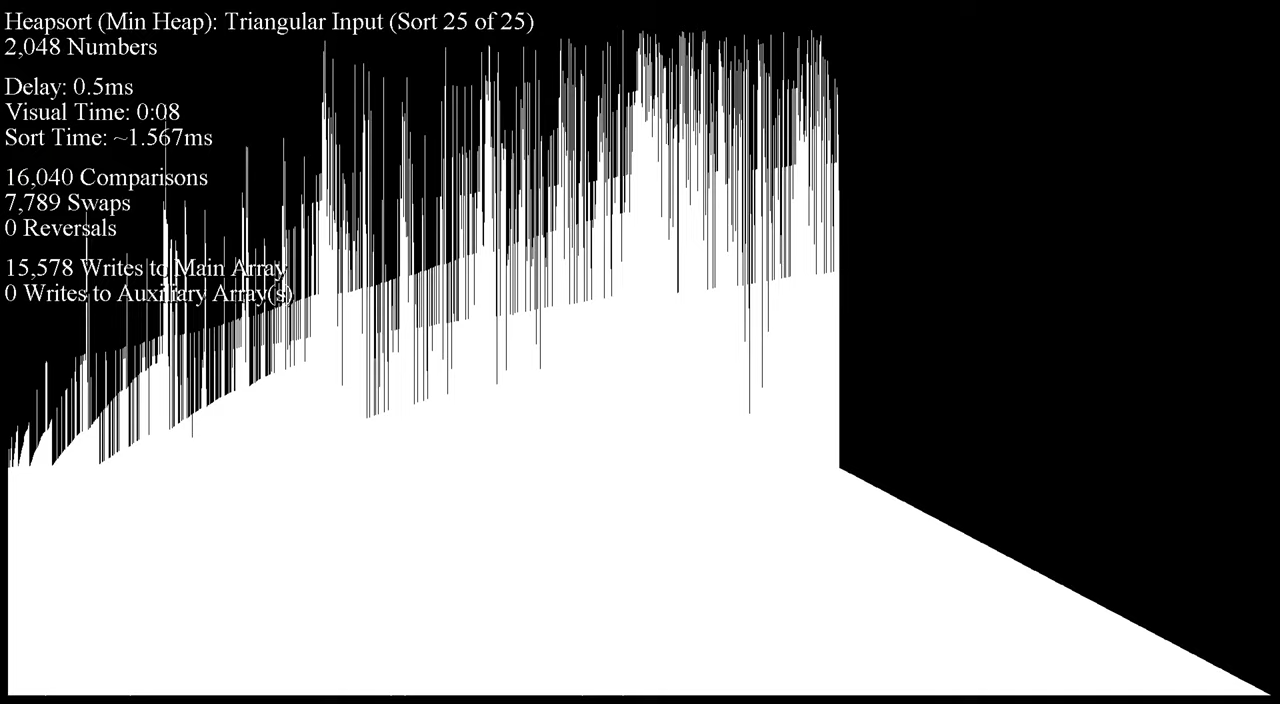 Heapsort (Min Heap): Triangular Input (Sort 25 of 25)
2,048 Numbers
Delay: 0.5ms
Visual Time: 0:08
Sort Time: ~1.567ms
16,040 Comparisons
7,789 Swaps
0 Reversals
15,578 Writes to Main Array
0 Writes to Auxiliary Array(s)